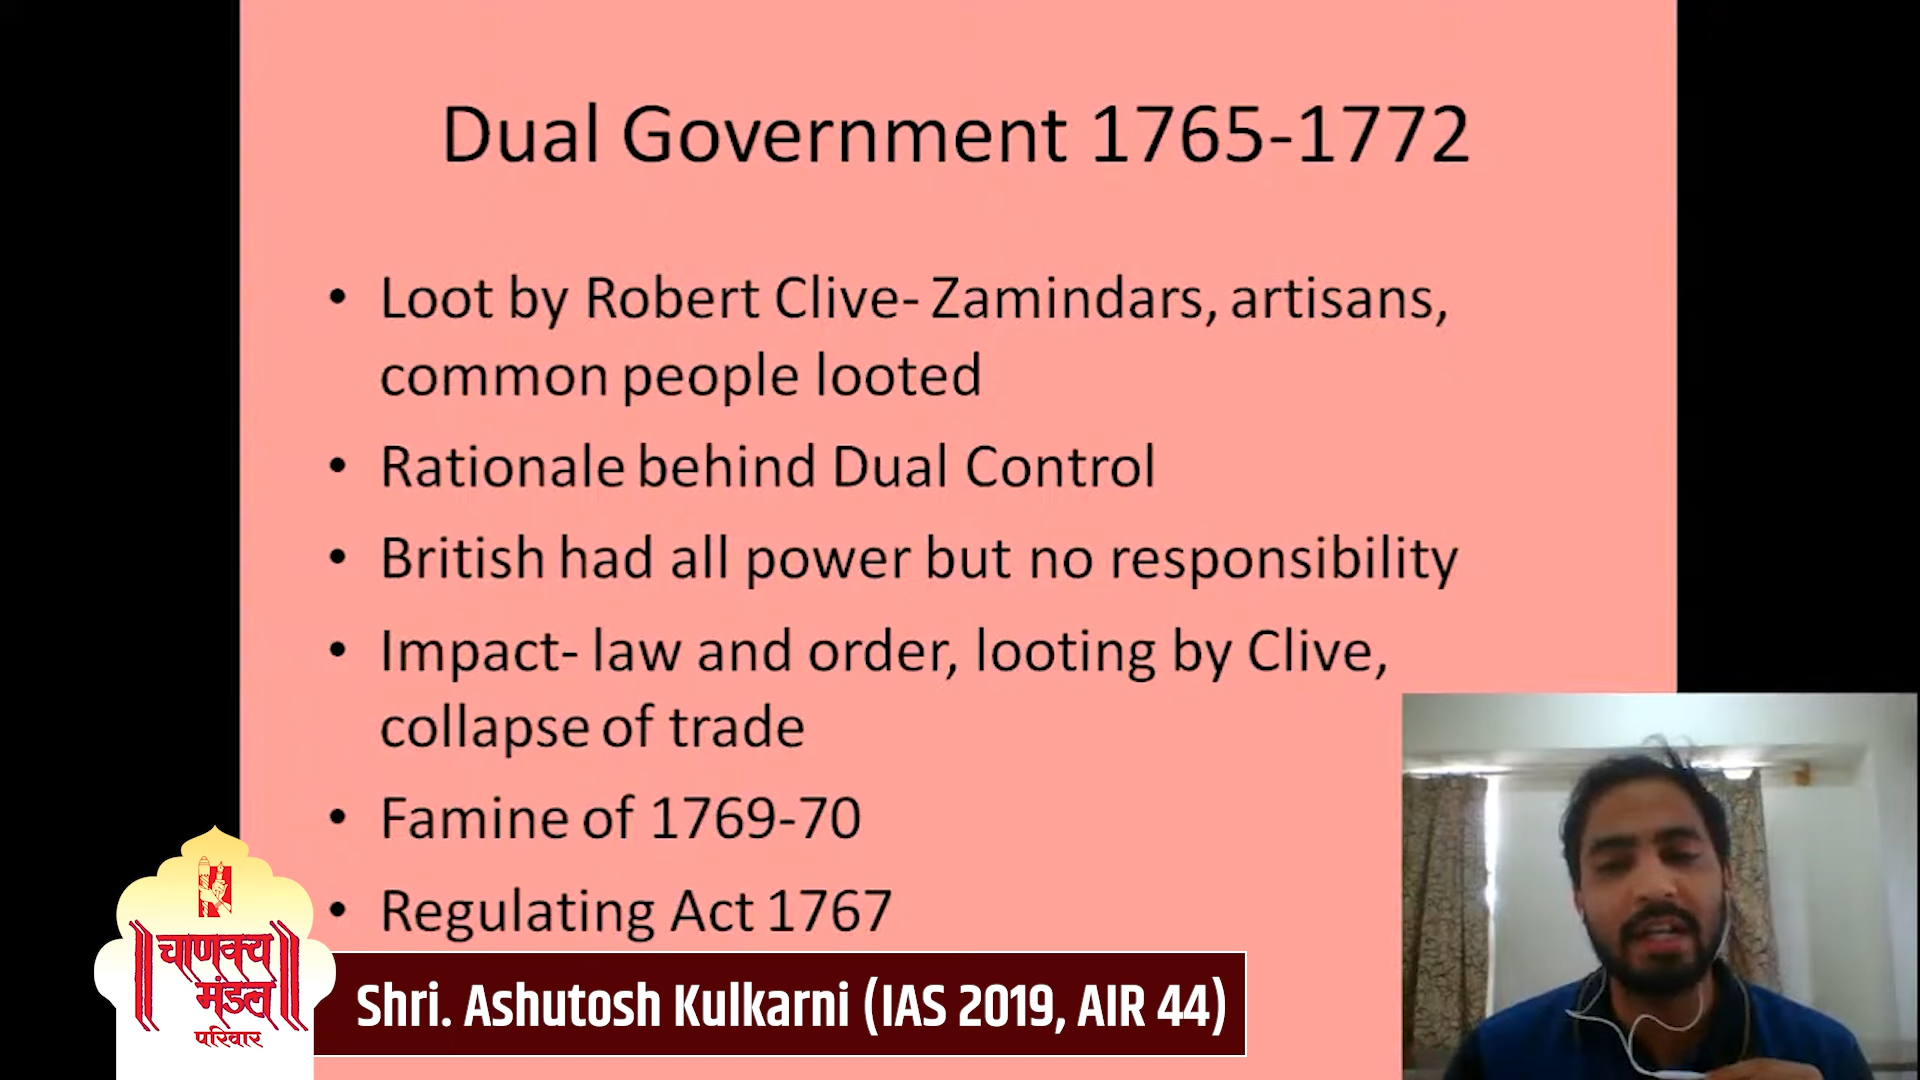 Dual Government 1765-1772
• Loot by Robert Clive- Zamindars, artisans,
common people looted
• Rationale behind Dual Control
• British had all power but no responsibility
• Impact- law and order, looting by Clive,
collapse of trade
• Famine of 1769-70
• Regulating Act 1767
॥ चाणक्य ॥
मंडल
परिवार
Shri. Ashutosh Kulkarni (IAS 2019, AIR 44)